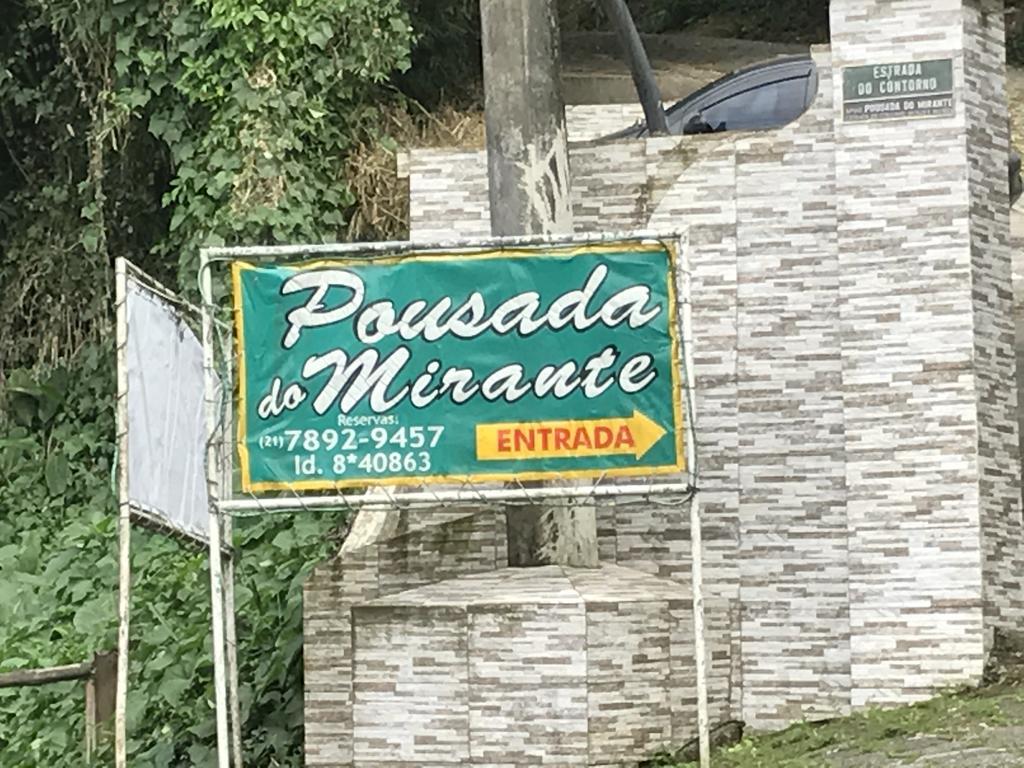 Pousada
do Mirante
Reservas:
(21) 7892-9457
Id. 8*40863
ENTRADA
ESTRADA
DO CONTORNO
POUSADA DO MIRANTE